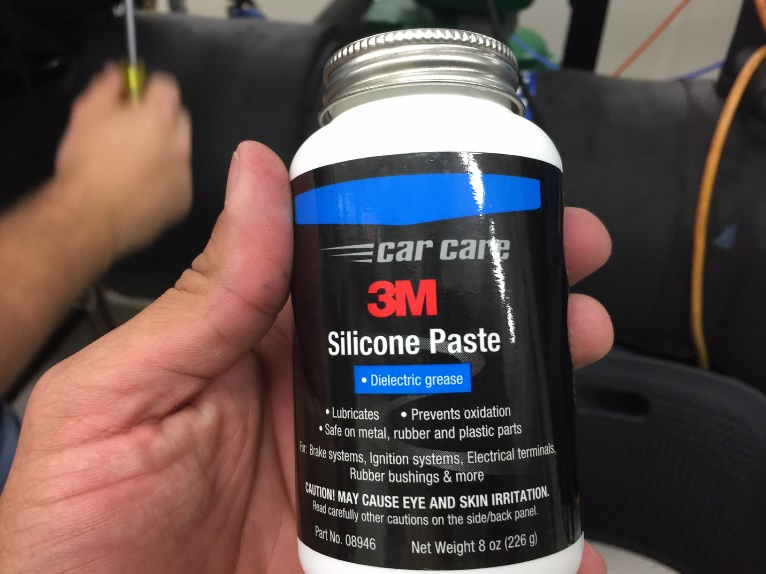 car care
3M
Silicone Paste
• Dielectric grease
• Lubricates • Prevents oxidation
• Safe on metal, rubber and plastic parts
For: Brake systems, Ignition systems, Electrical terminals,
Rubber bushings & more
CAUTION! MAY CAUSE EYE AND SKIN IRRITATION.
Read carefully other cautions on the side/back panel.
Part No. 08946 Net Weight 8 oz (226 g)